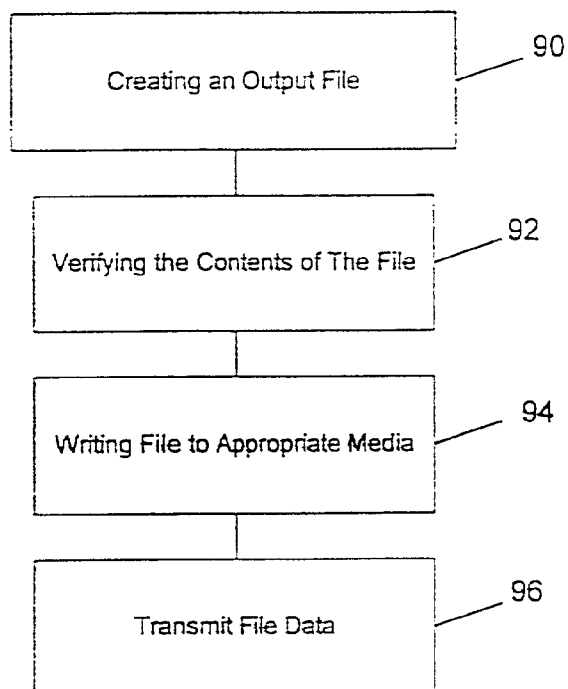 Creating an Output File
90
Verifying the Contents of The File
92
Writing File to Appropriate Media
94
Transmit File Data
96